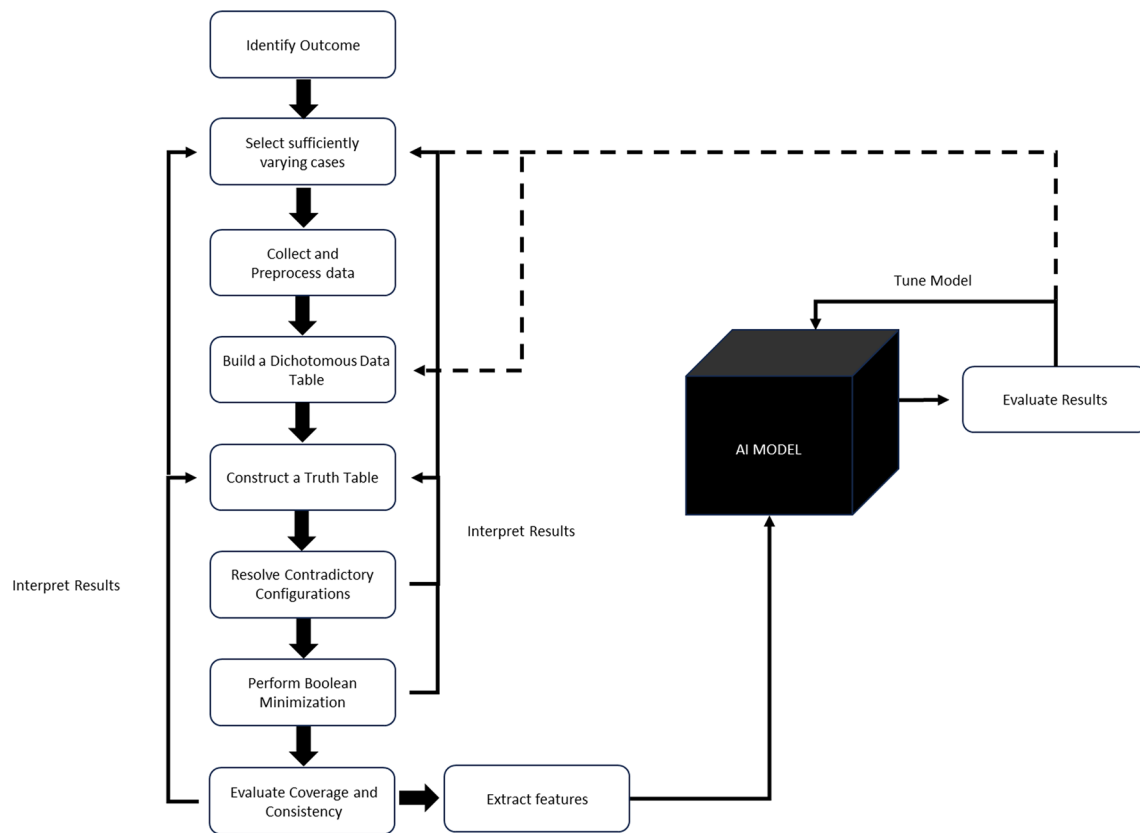 Identify Outcome
Select sufficiently
varying cases
Collect and
Preprocess data
Tune Model
Build a Dichotomous Data
Table
Evaluate Results
AI MODEL
Construct a Truth Table
Interpret Results
Resolve Contradictory
Configurations
Interpret Results
Perform Boolean
Minimization
Evaluate Coverage and
Consistency
Extract features